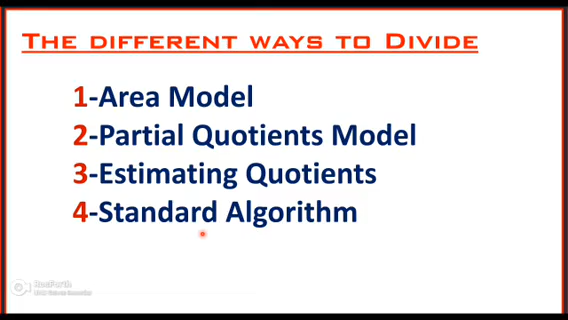 The different ways to Divide
1-Area Model
2-Partial Quotients Model
3-Estimating Quotients
4-Standard Algorithm